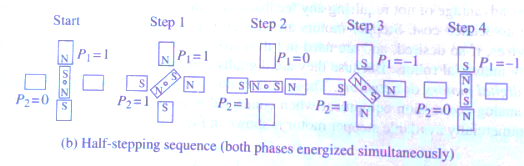 Start Step 1 Step 2 Step 3 Step 4
N P₁=1 N P₁=1 P₁=0 S P₁=−1 S P₁=−1
S N S N o S N S N o S N S N o S N N S
P₂=0 S P₂=1 S P₂=1 P₂=1 N P₂=0 N
(b) Half-stepping sequence (both phases energized simultaneously)